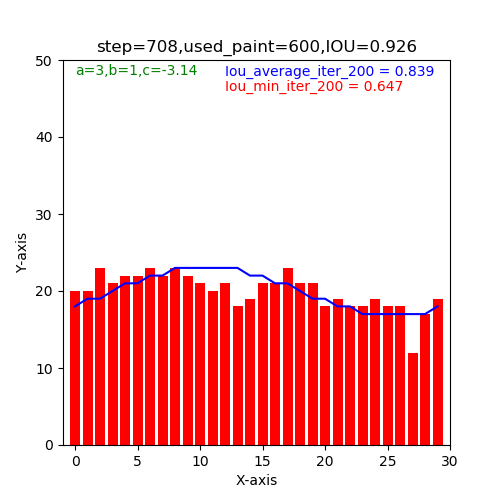 step=708,used_paint=600,IOU=0.926
a=3,b=1,c=-3.14
Iou_average_iter_200 = 0.839
Iou_min_iter_200 = 0.647
50
40
30
20
10
0
Y-axis
0 5 10 15 20 25 30
X-axis